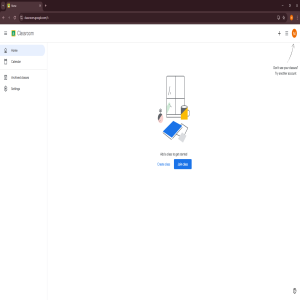 Home
classroom.google.com/h
Classroom
Home
Calendar
Archived classes
Settings
Don't see your classes?
Try another account
Add a class to get started
Create class
Join class